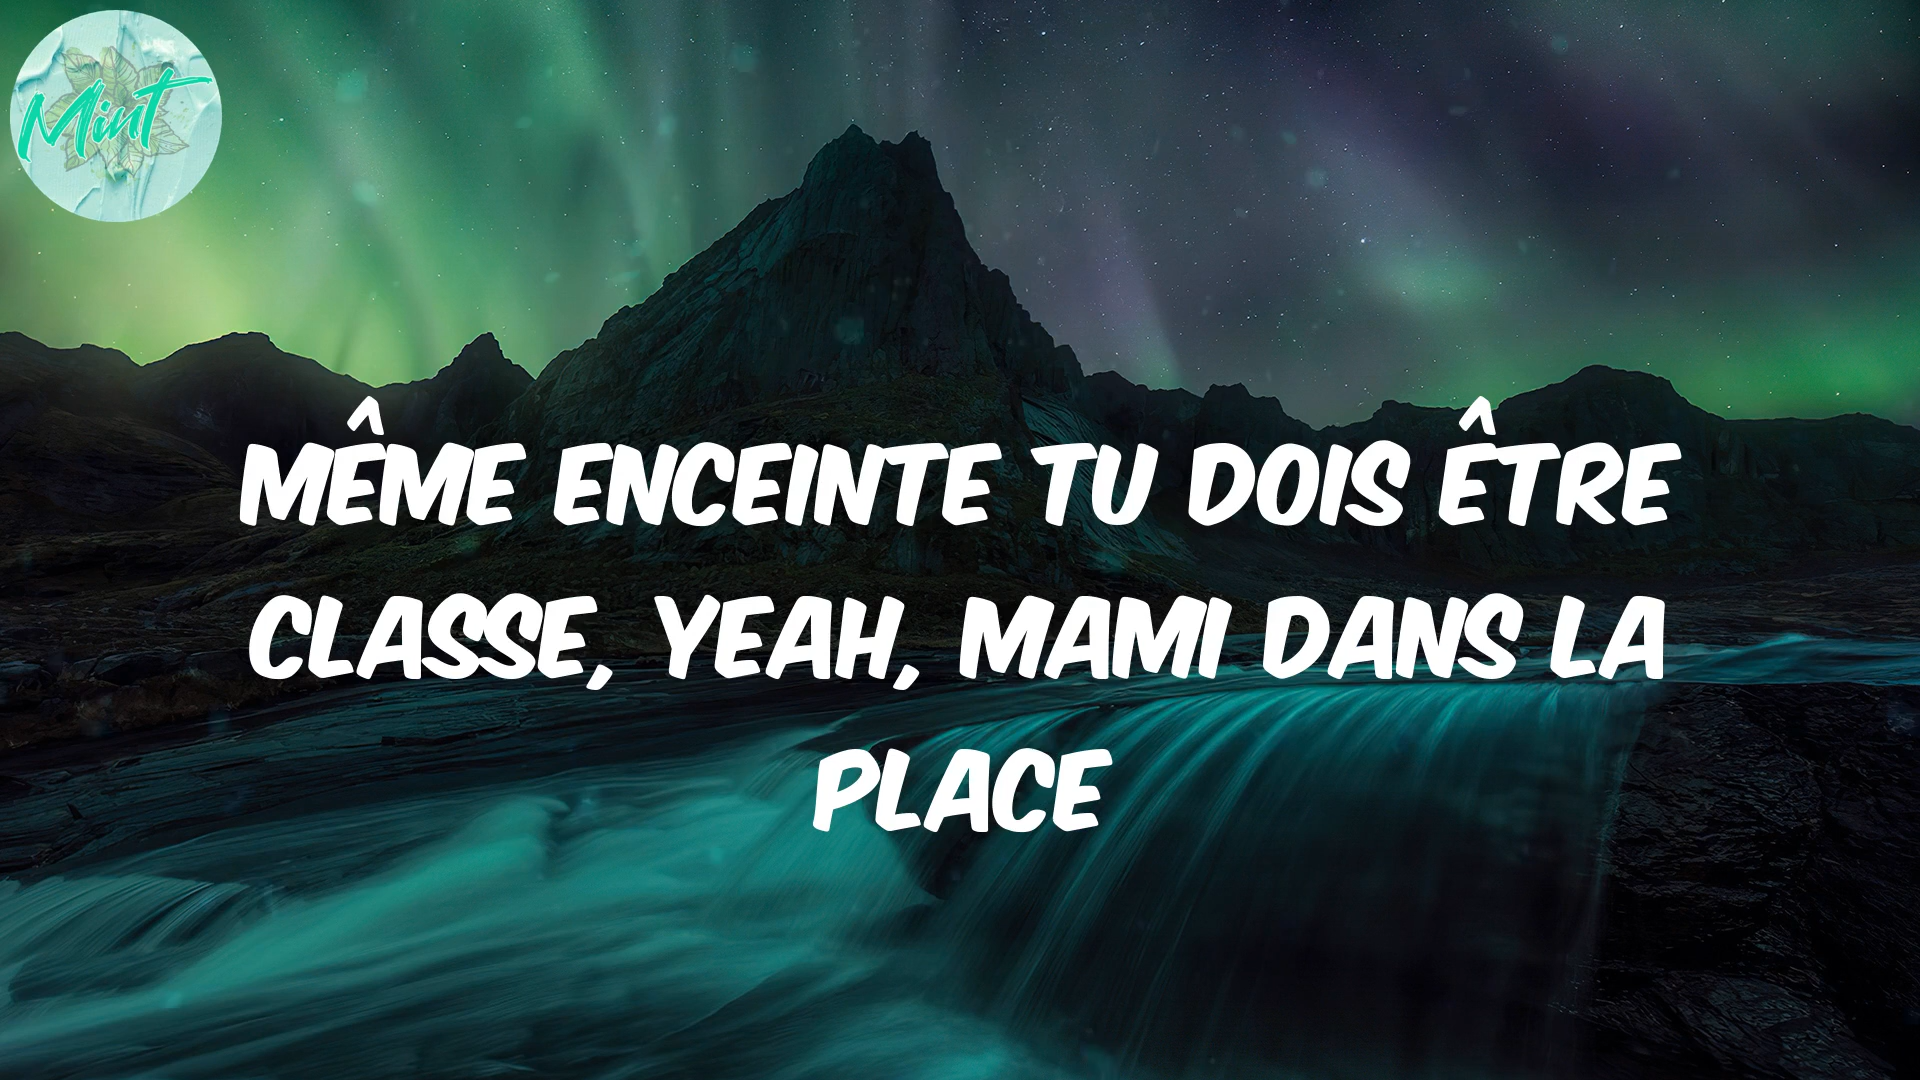 Mint
MÊME ENCEINTE TU DOIS ÊTRE
CLASSE, YEAH, MAMI DANS LA
PLACE